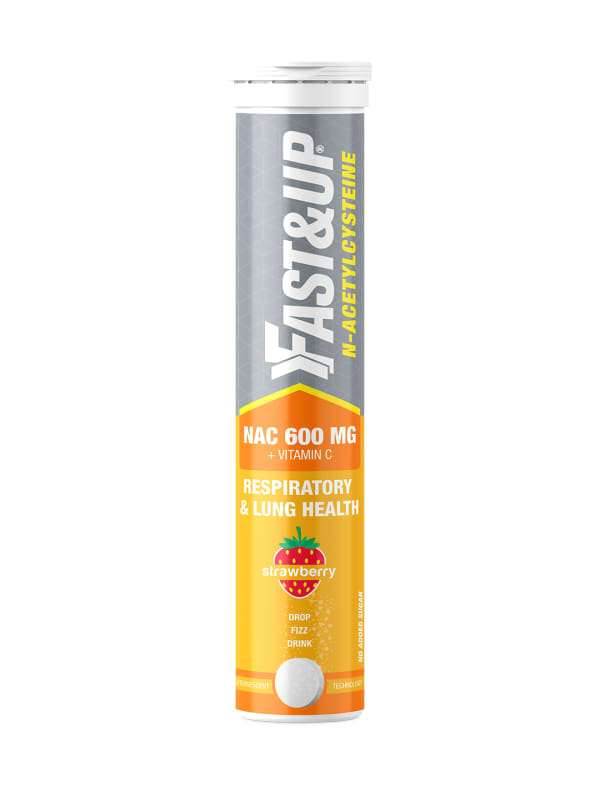 FAST&UP®
N-ACETYLCYSTEINE
NAC 600 MG
+ VITAMIN C
RESPIRATORY
& LUNG HEALTH
strawberry
DROP
FIZZ
DRINK
NO ADDED SUGAR
EFFERVESCENT TECHNOLOGY